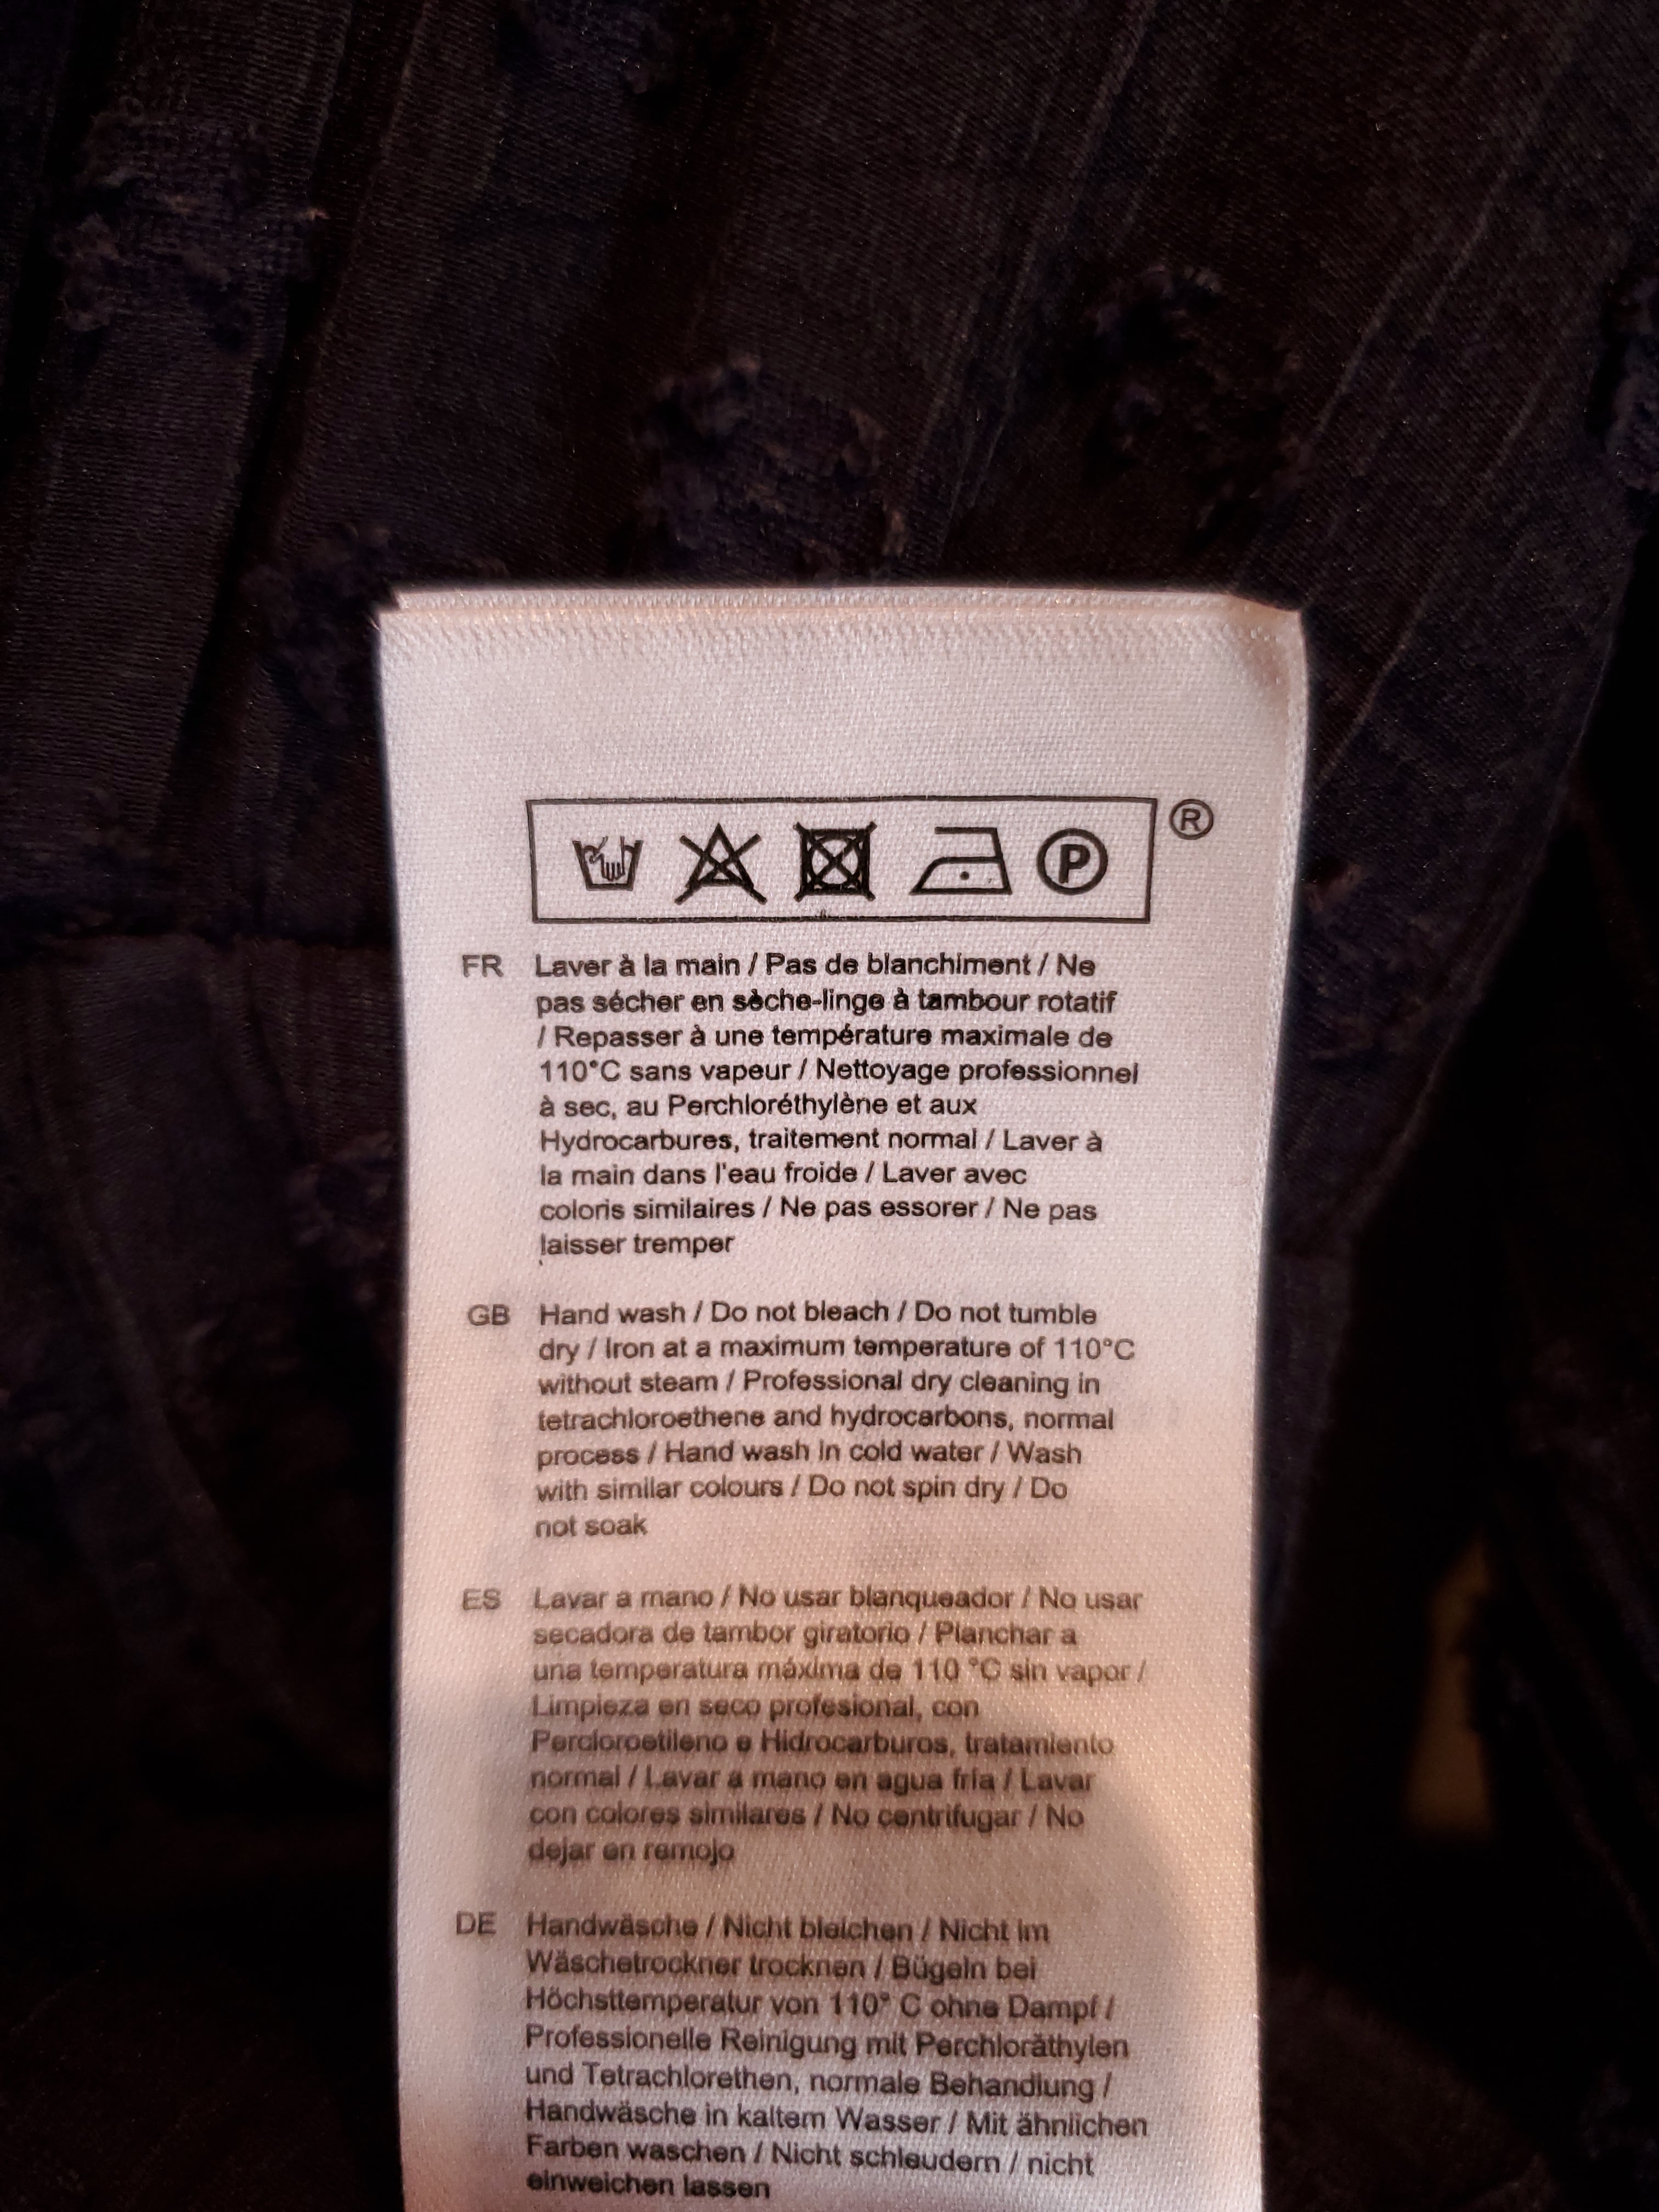 P ®
FR Laver à la main / Pas de blanchiment / Ne
pas sécher en sèche-linge à tambour rotatif
/ Repasser à une température maximale de
110°C sans vapeur / Nettoyage professionnel
à sec, au Perchloréthylène et aux
Hydrocarbures, traitement normal / Laver à
la main dans l'eau froide / Laver avec
coloris similaires / Ne pas essorer / Ne pas
laisser tremper
GB Hand wash / Do not bleach / Do not tumble
dry / Iron at a maximum temperature of 110°C
without steam / Professional dry cleaning in
tetrachloroethene and hydrocarbons, normal
process / Hand wash in cold water / Wash
with similar colours / Do not spin dry / Do
not soak
ES Lavar a mano / No usar blanqueador / No usar
secadora de tambor giratorio / Planchar a
una temperatura máxima de 110 °C sin vapor /
Limpieza en seco profesional, con
Percloroetileno e Hidrocarburos, tratamiento
normal / Lavar a mano en agua fría / Lavar
con colores similares / No centrifugar / No
dejar en remojo
DE Handwäsche / Nicht bleichen / Nicht im
Wäschetrockner trocknen / Bügeln bei
Höchsttemperatur von 110° C ohne Dampf /
Professionelle Reinigung mit Perchloräthylen
und Tetrachlorethen, normale Behandlung /
Handwäsche in kaltem Wasser / Mit ähnlichen
Farben waschen / Nicht schleudern / nicht
einweichen lassen